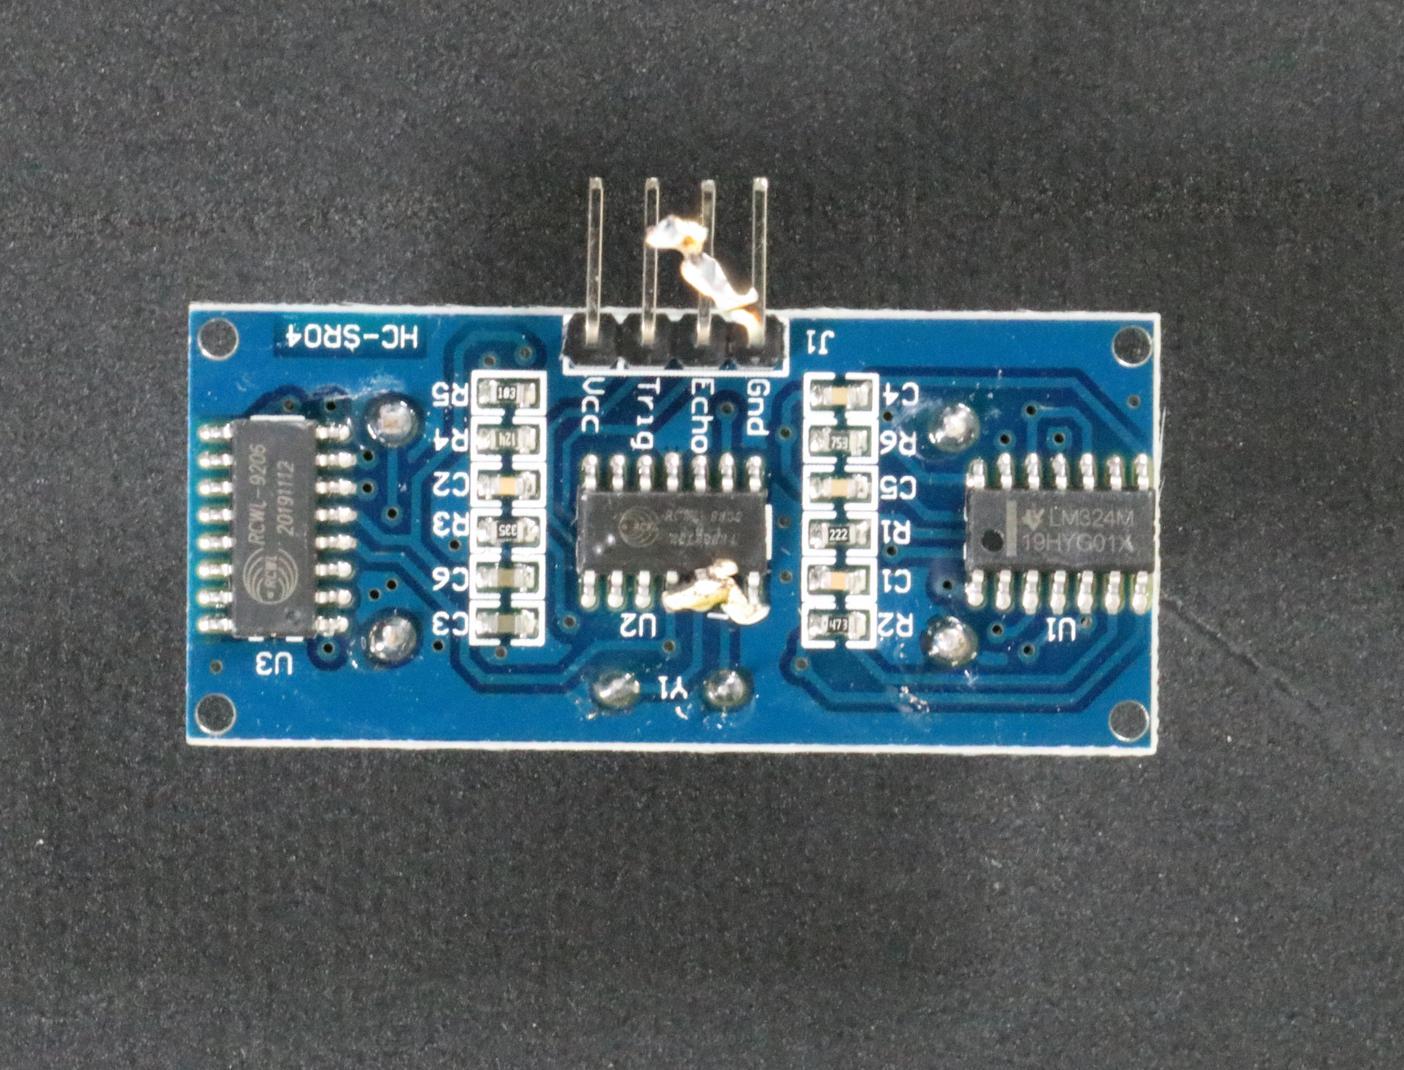 HC-SR04
J1
Vcc
Trig
Echo
Gnd
R5
103
R4
124
C2
R3
335
C6
C3
C4
R6
753
C5
R1
222
C1
R2
473
RCWL-9206
20191112
RCWL
U3
U2
Y1
LM324M
19HYG01X
U1